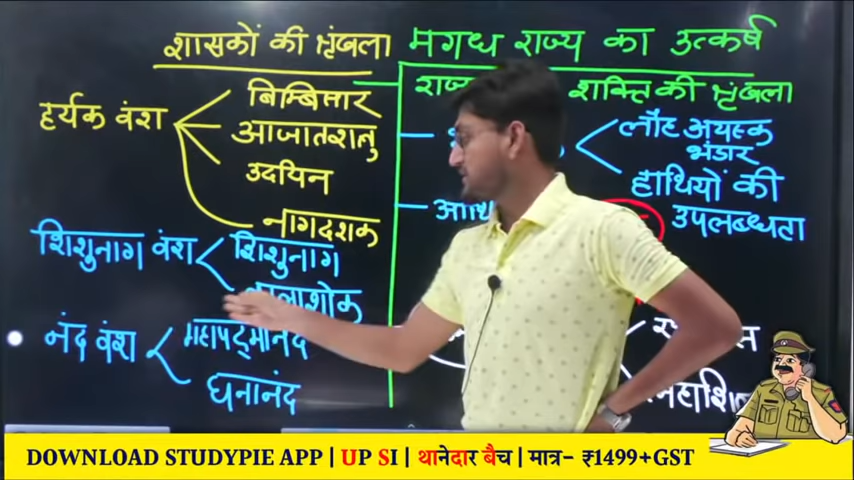 शासकों की श्रृंखला
मगध राज्य का उत्कर्ष
हर्यक वंश
बिम्बिसार
आजातशत्रु
उदयिन
नागदशक
शिशुनाग वंश
शिशुनाग
नंद वंश
महापद्मानंद
धनानंद
शक्ति की श्रृंखला
लौह अयस्क
भंडार
हाथियों की
उपलब्धता
DOWNLOAD STUDYPIE APP | UP SI | थानेदार बैच | मात्र- ₹1499+GST